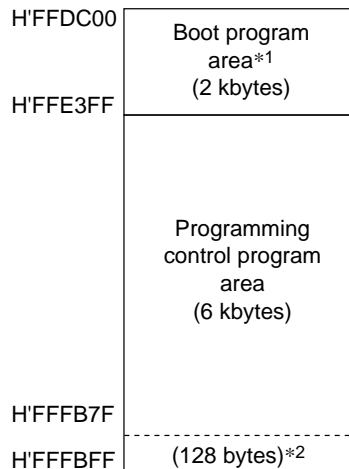 H'FFDC00
Boot program
area*1
(2 kbytes)
H'FFE3FF
Programming
control program
area
(6 kbytes)
H'FFFB7F
(128 bytes)*2
H'FFFBFF